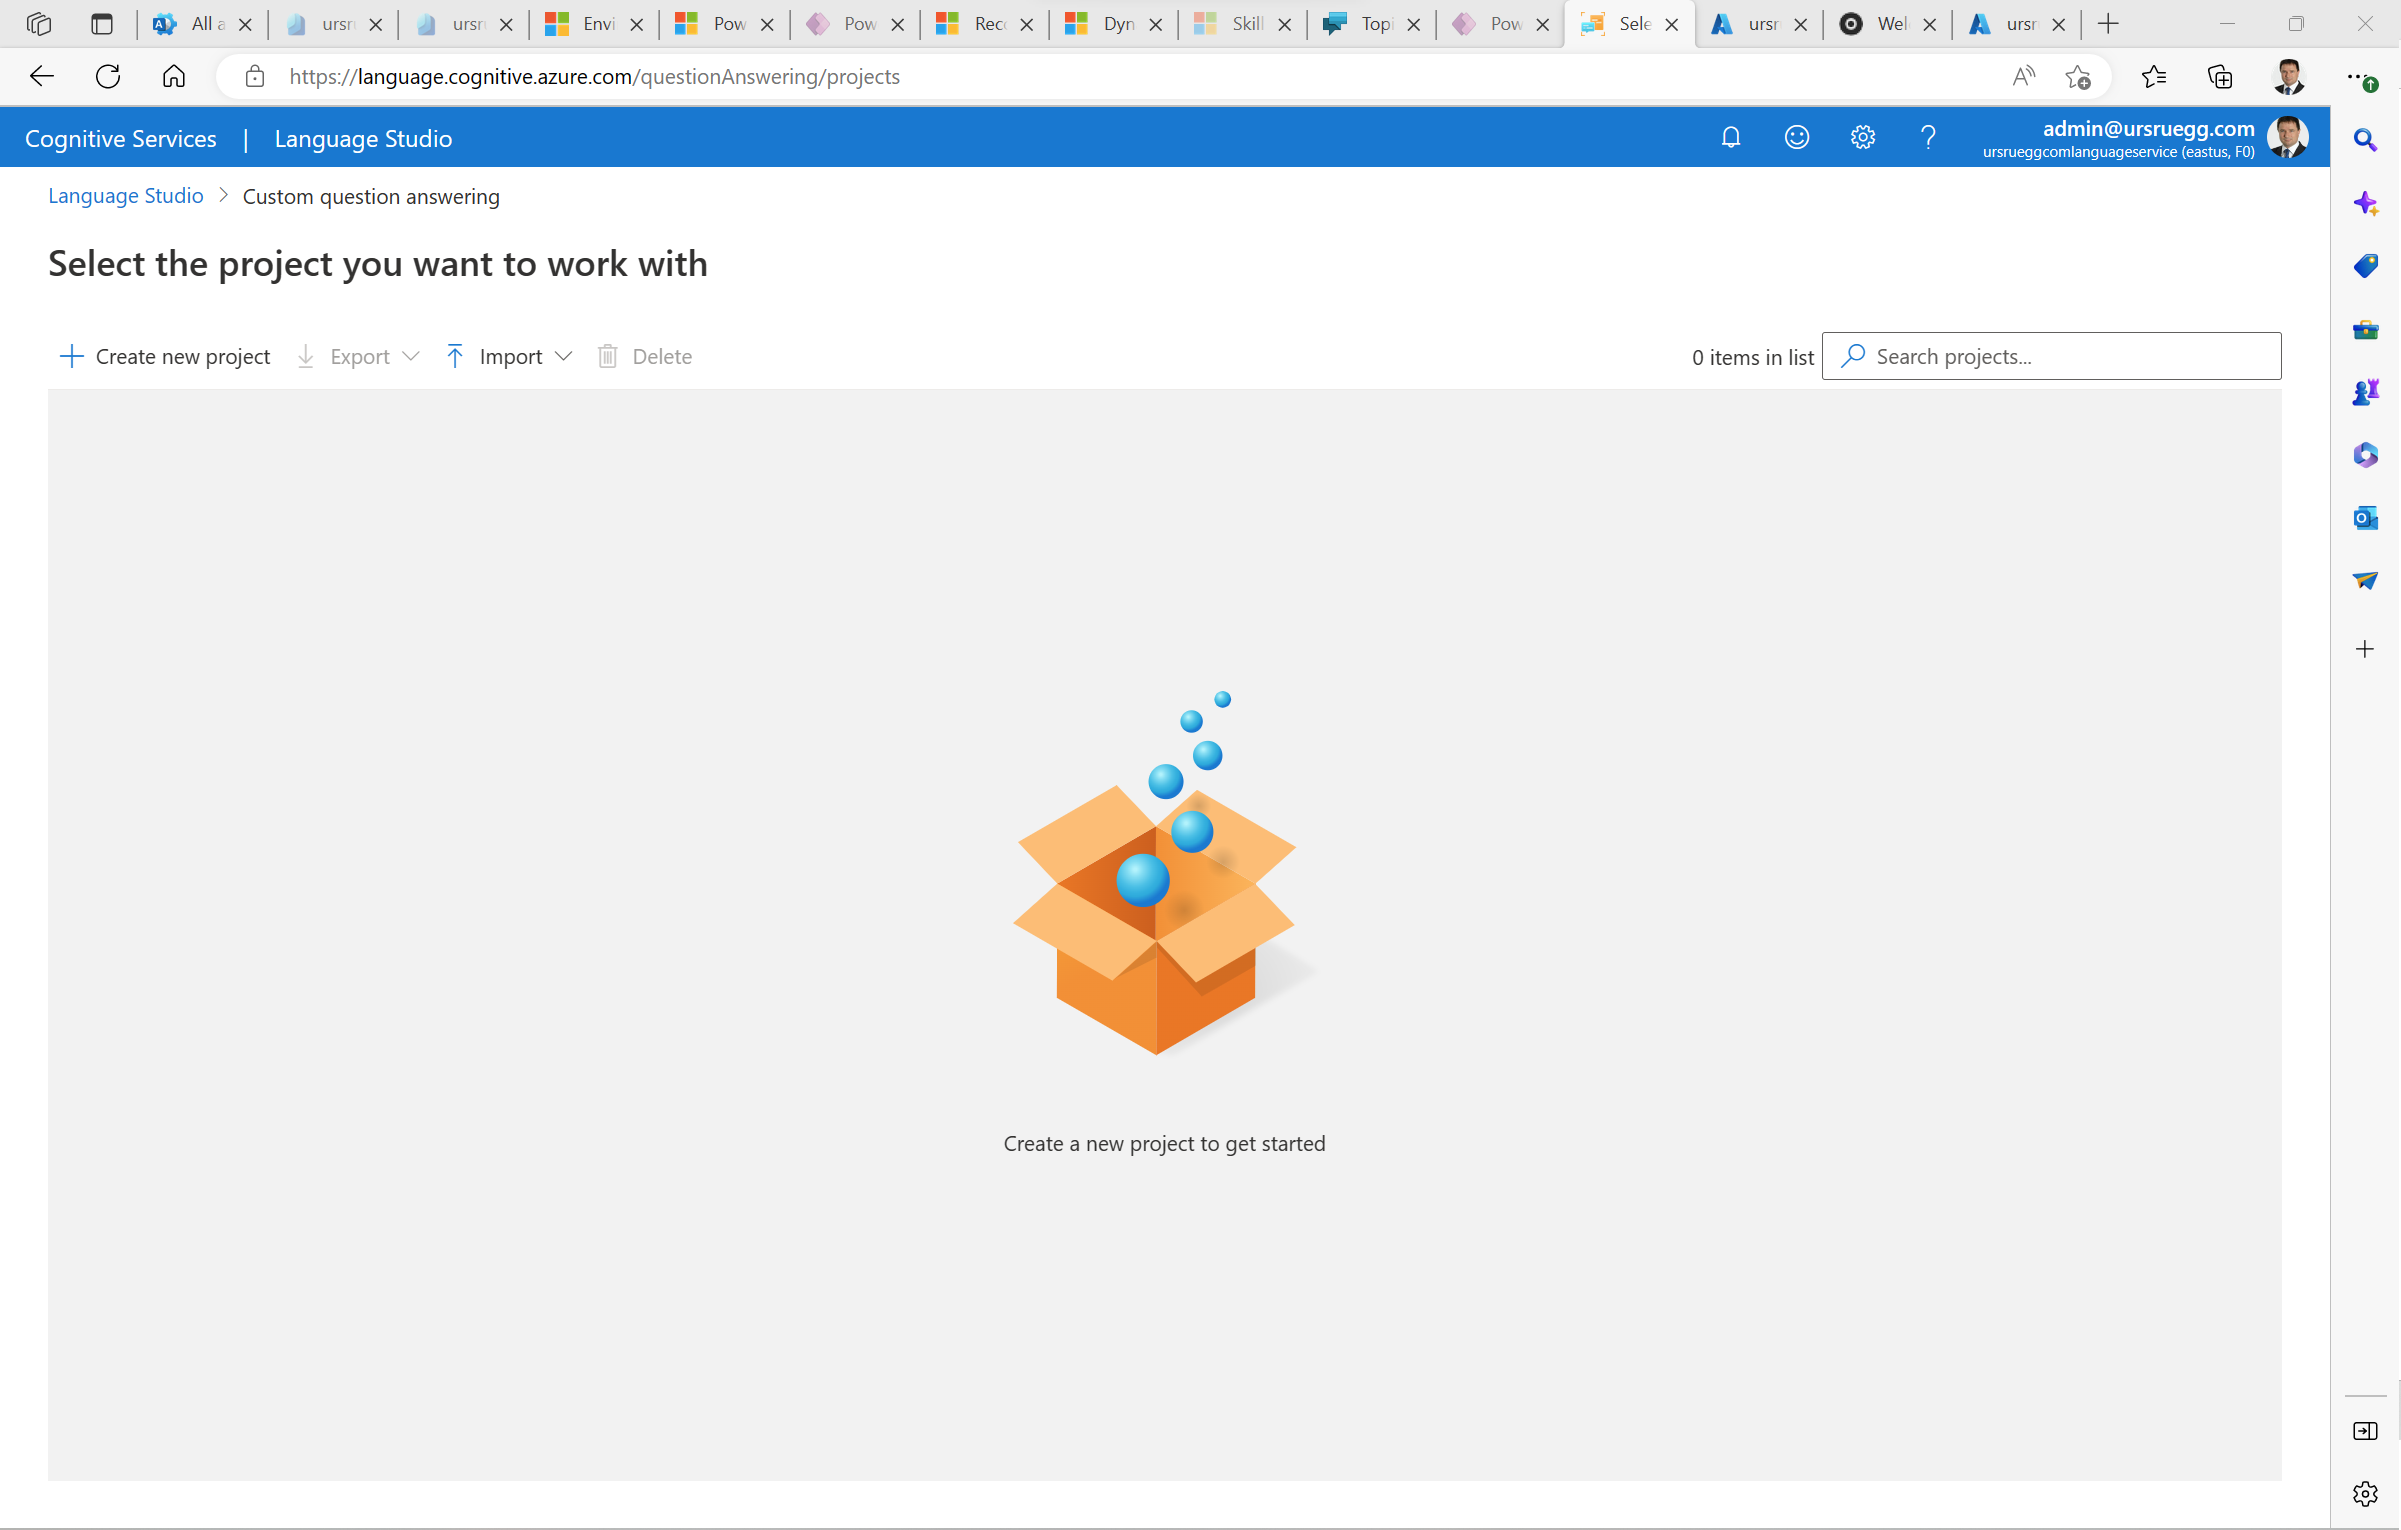 All a
ursr
ursr
Envi
Pow
Pow
Reco
Dyn
Skill
Topi
Pow
Sele
ursr
Wel
ursr
https://language.cognitive.azure.com/questionAnswering/projects
Cognitive Services | Language Studio
admin@ursruegg.com
ursrueggcomlanguageservice (eastus, F0)
Language Studio > Custom question answering
Select the project you want to work with
Create new project Export Import Delete 0 items in list Search projects...
Create a new project to get started